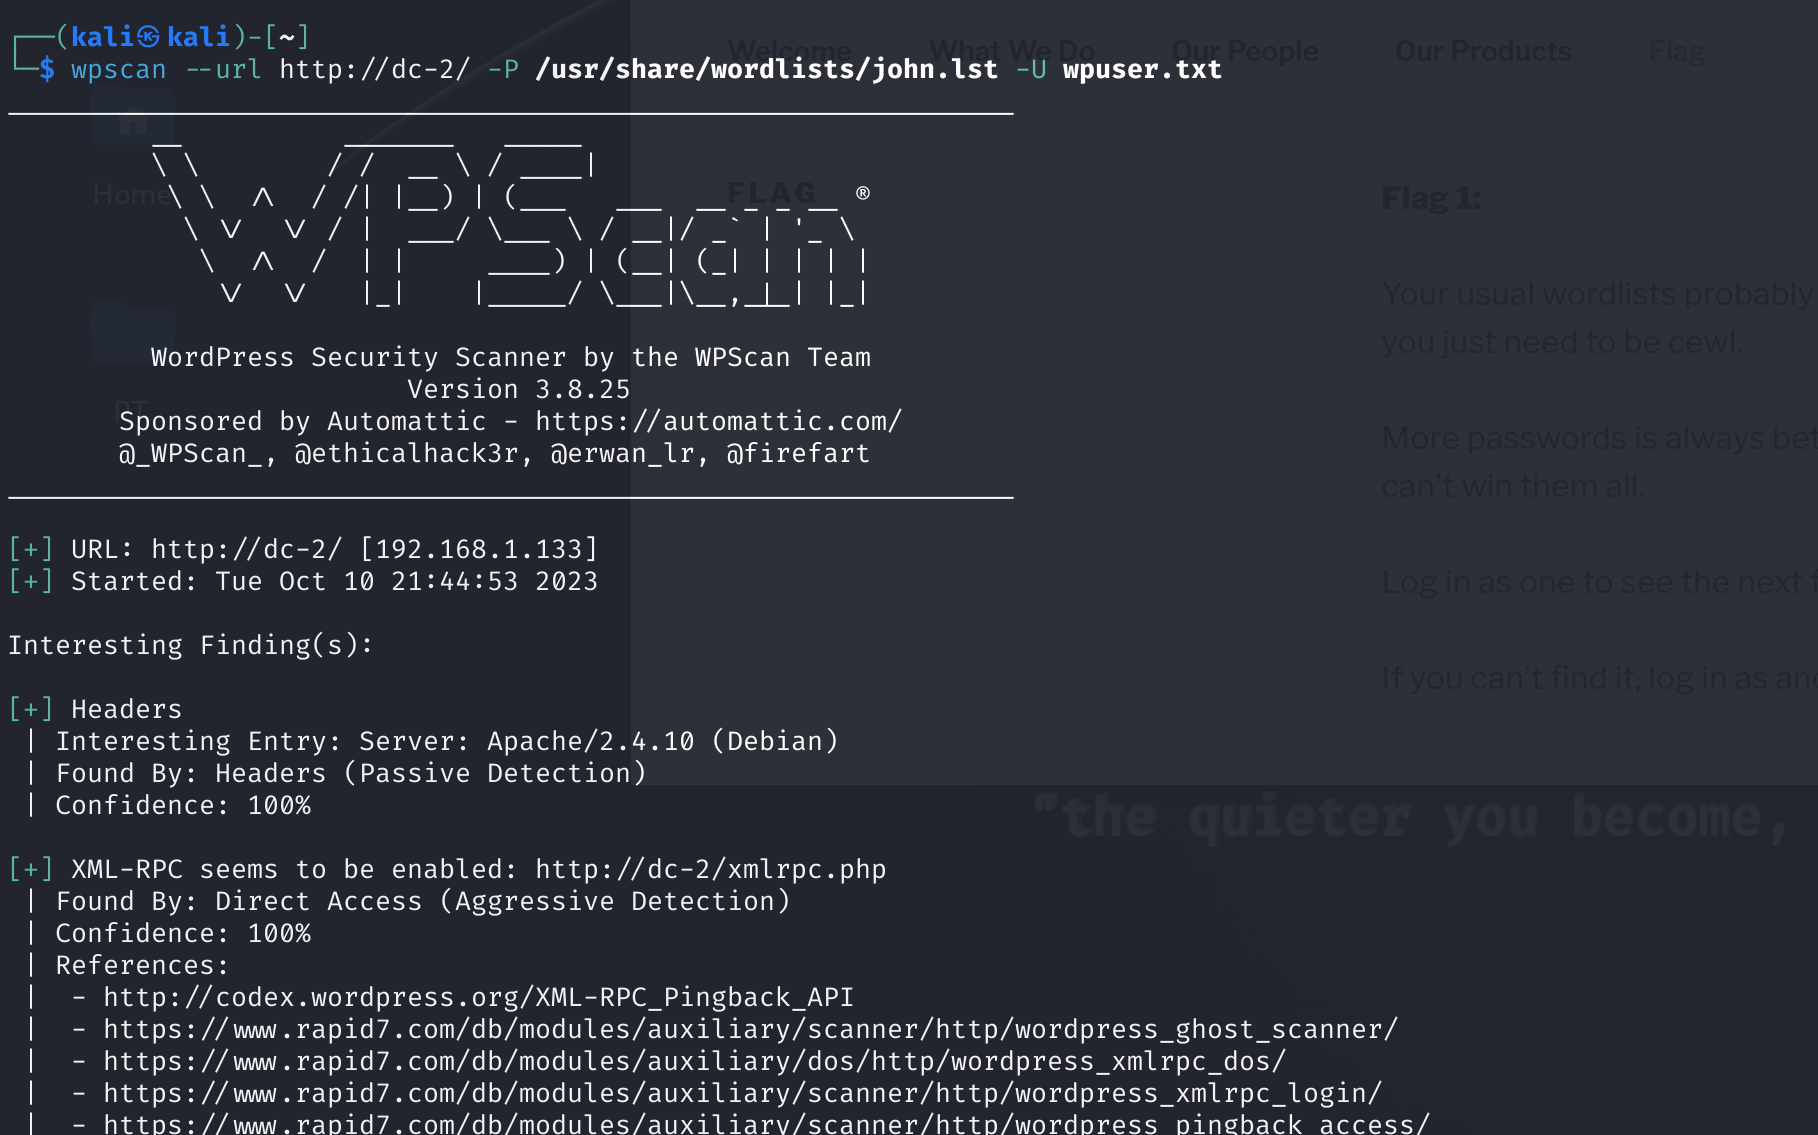 ┌──(kali㉿kali)-[~]
└─$ wpscan --url http://dc-2/ -P /usr/share/wordlists/john.lst -U wpuser.txt
WPScan ®
WordPress Security Scanner by the WPScan Team
Version 3.8.25
Sponsored by Automattic - https://automattic.com/
@_WPScan_, @ethicalhack3r, @erwan_lr, @firefart
[+] URL: http://dc-2/ [192.168.1.133]
[+] Started: Tue Oct 10 21:44:53 2023
Interesting Finding(s):
[+] Headers
| Interesting Entry: Server: Apache/2.4.10 (Debian)
| Found By: Headers (Passive Detection)
| Confidence: 100%
[+] XML-RPC seems to be enabled: http://dc-2/xmlrpc.php
| Found By: Direct Access (Aggressive Detection)
| Confidence: 100%
| References:
| - http://codex.wordpress.org/XML-RPC_Pingback_API
| - https://www.rapid7.com/db/modules/auxiliary/scanner/http/wordpress_ghost_scanner/
| - https://www.rapid7.com/db/modules/auxiliary/dos/http/wordpress_xmlrpc_dos/
| - https://www.rapid7.com/db/modules/auxiliary/scanner/http/wordpress_xmlrpc_login/
| - https://www.rapid7.com/db/modules/auxiliary/scanner/http/wordpress_pingback_access/
Welcome What We Do Our People Our Products Flag
Home
FLAG
Flag 1:
Your usual wordlists probably
you just need to be cewl.
More passwords is always
can't win them all.
Log in as one to see the next
If you can't find it, log in as
"the quieter you become,